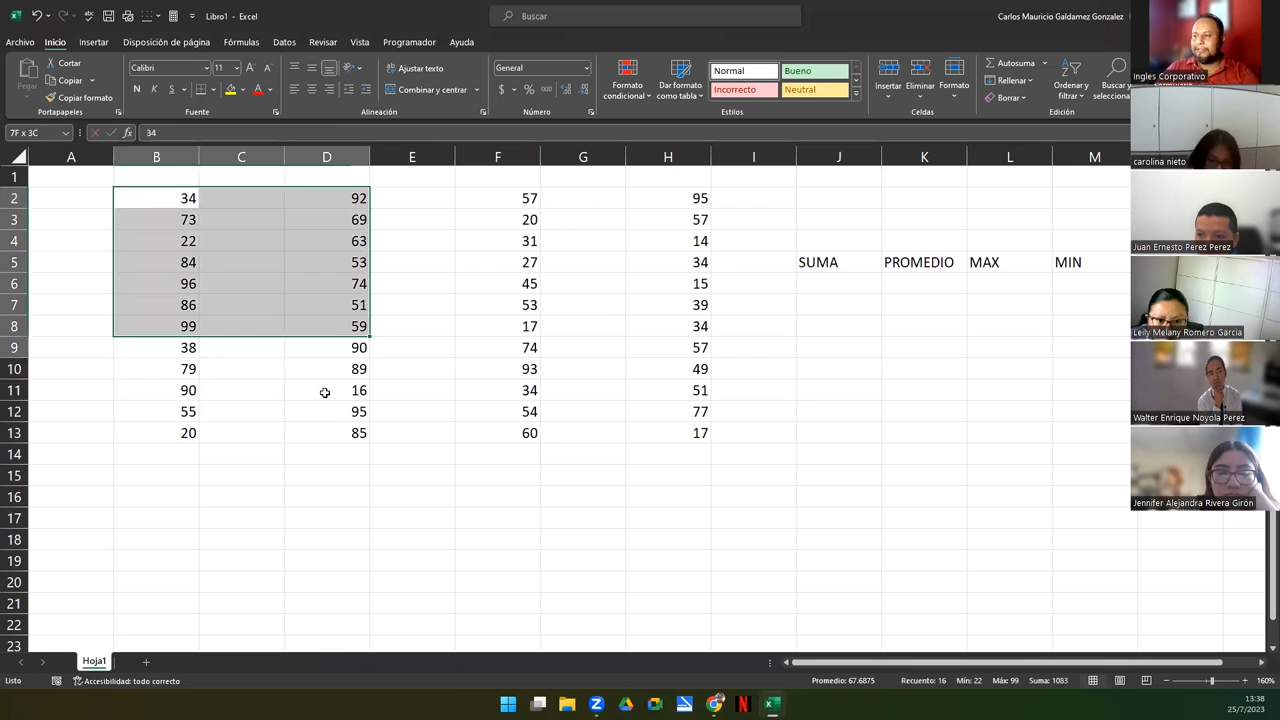 Libro1 - Excel
Buscar
Carlos Mauricio Galdamez Gonzalez
Archivo Inicio Insertar Disposición de página Fórmulas Datos Revisar Vista Programador Ayuda
Pegar
Cortar
Copiar
Copiar formato
Portapapeles
Calibri 11
N K S
Fuente
Ajustar texto
Combinar y centrar
Alineación
General
$ % 000
Número
Formato condicional
Dar formato como tabla
Normal Bueno
Incorrecto Neutral
Estilos
Insertar Eliminar Formato
Celdas
Autosuma
Rellenar
Borrar
Ordenar y filtrar
Edición
7F x 3C fx 34
A B C D E F G H I J K L M
1
2 34 92 57 95
3 73 69 20 57
4 22 63 31 14
5 84 53 27 34 SUMA PROMEDIO MAX MIN
6 96 74 45 15
7 86 51 53 39
8 99 59 17 34
9 38 90 74 57
10 79 89 93 49
11 90 16 34 51
12 55 95 54 77
13 20 85 60 17
14
15
16
17
18
19
20
21
22
23
Hoja1
Listo Accesibilidad: todo correcto Promedio: 67.6875 Recuento: 16 Mín: 22 Máx: 99 Suma: 1083 160%
13:38
25/7/2023
Ingles Corporativo
carolina nieto
Juan Ernesto Perez Perez
Leily Melany Romero Garcia
Walter Enrique Noyola Perez
Jennifer Alejandra Rivera Girón